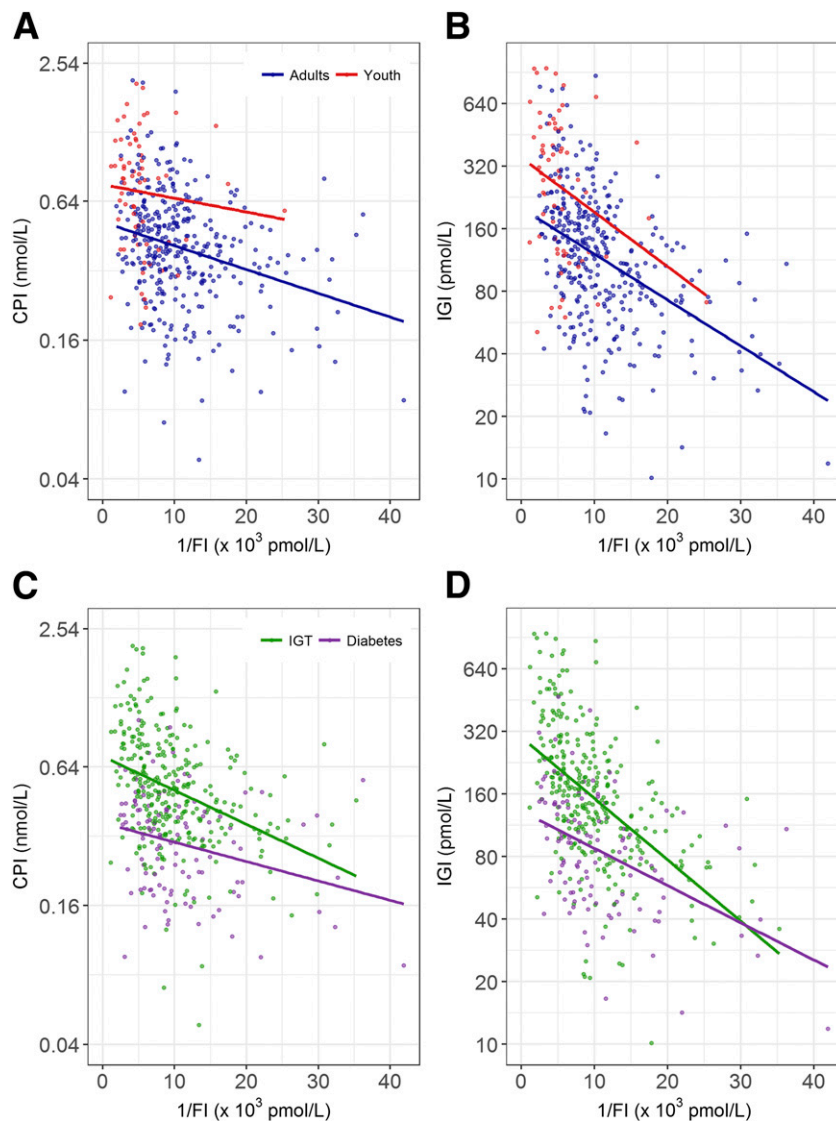 A
2.54
0.64
0.16
0.04
CPI (nmol/L)
Adults Youth
0 10 20 30 40
1/FI (x 10³ pmol/L)
B
640
320
160
80
40
20
10
IGI (pmol/L)
0 10 20 30 40
1/FI (x 10³ pmol/L)
C
2.54
0.64
0.16
0.04
CPI (nmol/L)
IGT Diabetes
0 10 20 30 40
1/FI (x 10³ pmol/L)
D
640
320
160
80
40
20
10
IGI (pmol/L)
0 10 20 30 40
1/FI (x 10³ pmol/L)